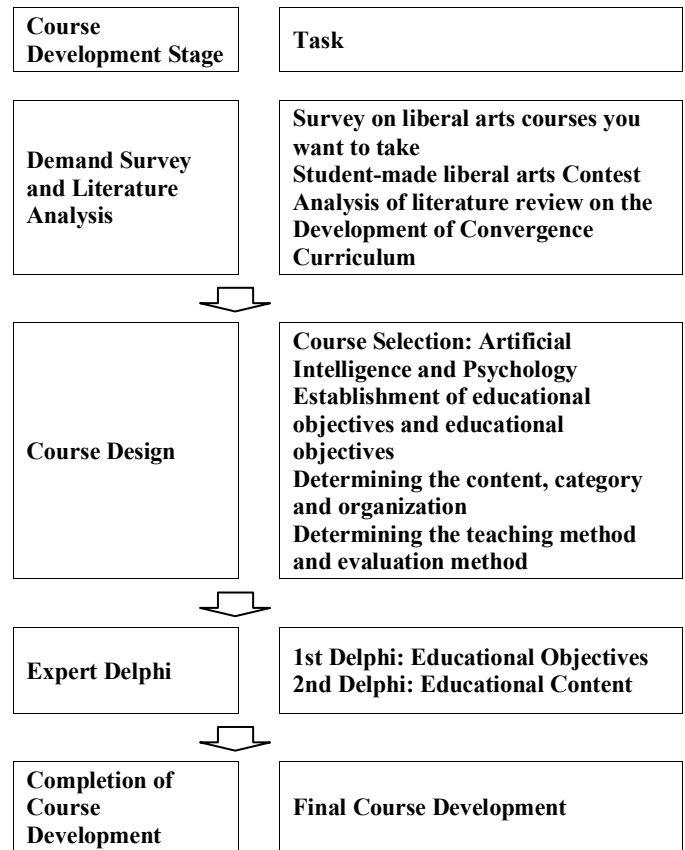 Course
Development Stage
Task
Demand Survey
and Literature
Analysis
Survey on liberal arts courses you
want to take
Student-made liberal arts Contest
Analysis of literature review on the
Development of Convergence
Curriculum
Course Design
Course Selection: Artificial
Intelligence and Psychology
Establishment of educational
objectives and educational
objectives
Determining the content, category
and organization
Determining the teaching method
and evaluation method
Expert Delphi
1st Delphi: Educational Objectives
2nd Delphi: Educational Content
Completion of
Course
Development
Final Course Development